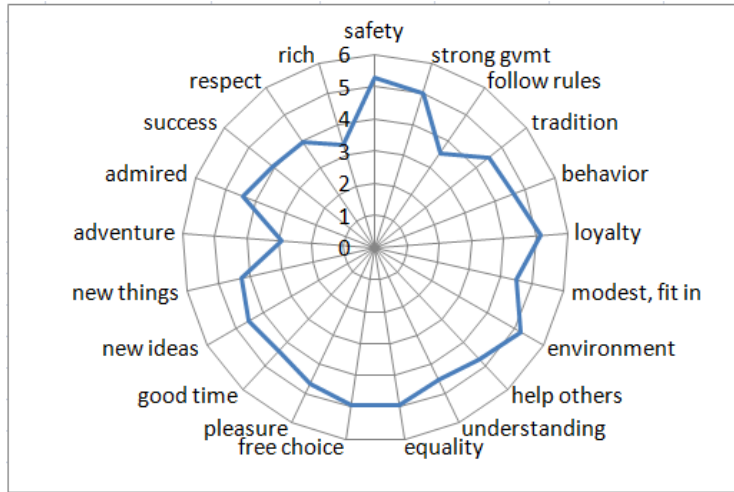 safety
strong gvmt
follow rules
tradition
behavior
loyalty
modest, fit in
environment
help others
understanding
equality
free choice
pleasure
good time
new ideas
new things
adventure
admired
success
respect
rich
6
5
4
3
2
1
0